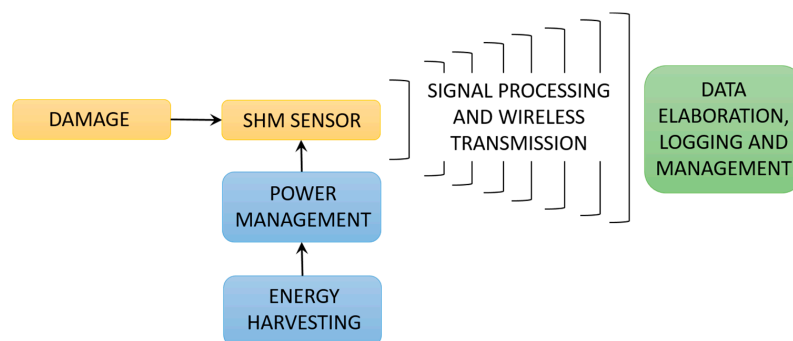 DAMAGE
SHM SENSOR
SIGNAL PROCESSING
AND WIRELESS
TRANSMISSION
DATA
ELABORATION,
LOGGING AND
MANAGEMENT
POWER
MANAGEMENT
ENERGY
HARVESTING